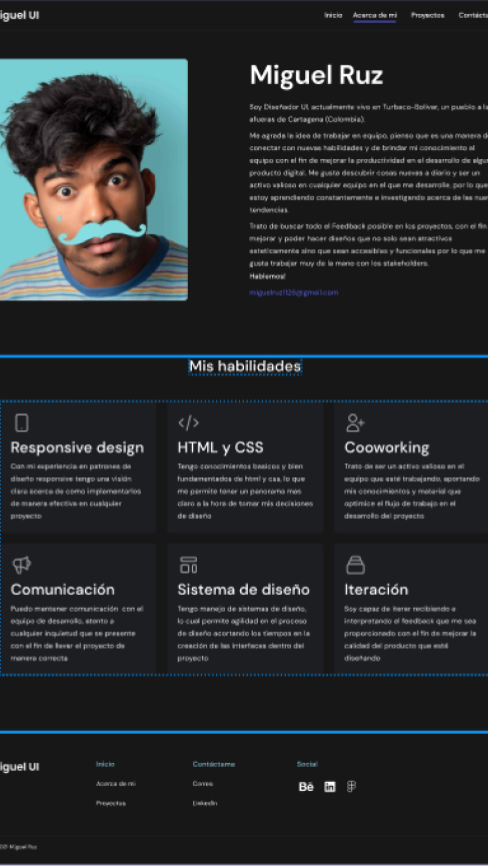 iguel UI
Inicio Acerca de mi Proyectos Contácta
Miguel Ruz
Soy Diseñador UI, actualmente vivo en Turbaco-Bolivar, un pueblo a la
afueras de Cartagena (Colombia).
Me agrada la idea de trabajar en equipo, pienso que es una manera d
conectar con nuevas habilidades y de brindar mi conocimiento al
equipo con el fin de mejorar la productividad en el desarrollo de algu
producto digital. Me gusta descubrir cosas nuevas a diario y ser un
activo valioso en cualquier equipo en el que me desarrolle, por lo que
estoy aprendiendo constantemente e investigando acerca de las nuev
tendencias.
Trato de buscar todo el Feedback posible en los proyectos, con el fin
mejorar y poder hacer diseños que no solo sean atractivos
esteticamente sino que sean accesibles y funcionales por lo que me
gusta trabajar muy de la mano con los stakeholders.
Hablemos!
Mis habilidades
Responsive design
Con mi experiencia en patrones de
diseño responsive tengo una visión
clara acerca de como implementarlos
de manera efectiva en cualquier
proyecto
HTML y CSS
Tengo conocimientos basicos y bien
fundamentados de html y css, lo que
me permite tener un panorama mas
claro a la hora de tomar mis decisiones
de diseño
Cooworking
Trato de ser un activo valioso en el
equipo que esté trabajando, aportando
mis conocimientos y material que
optimice el flujo de trabajo en el
desarrollo del proyecto
Comunicación
Puedo mantener comunicación con el
equipo de desarrollo, atento a
cualquier inquietud que se presente
con el fin de llevar el proyecto de
manera correcta
Sistema de diseño
Tengo manejo de sistemas de diseño,
lo cual permite agilidad en el proceso
de diseño acortando los tiempos en la
creación de las interfaces dentro del
proyecto
Iteración
Soy capaz de iterar recibiendo e
interpretando el feedback que me sea
proporcionado con el fin de mejorar la
calidad del producto que esté
diseñando
iguel UI
Inicio
Acerca de mi
Proyectos
Contáctame
Correo
Linkedin
Social
Bē in
Miguel Ruz